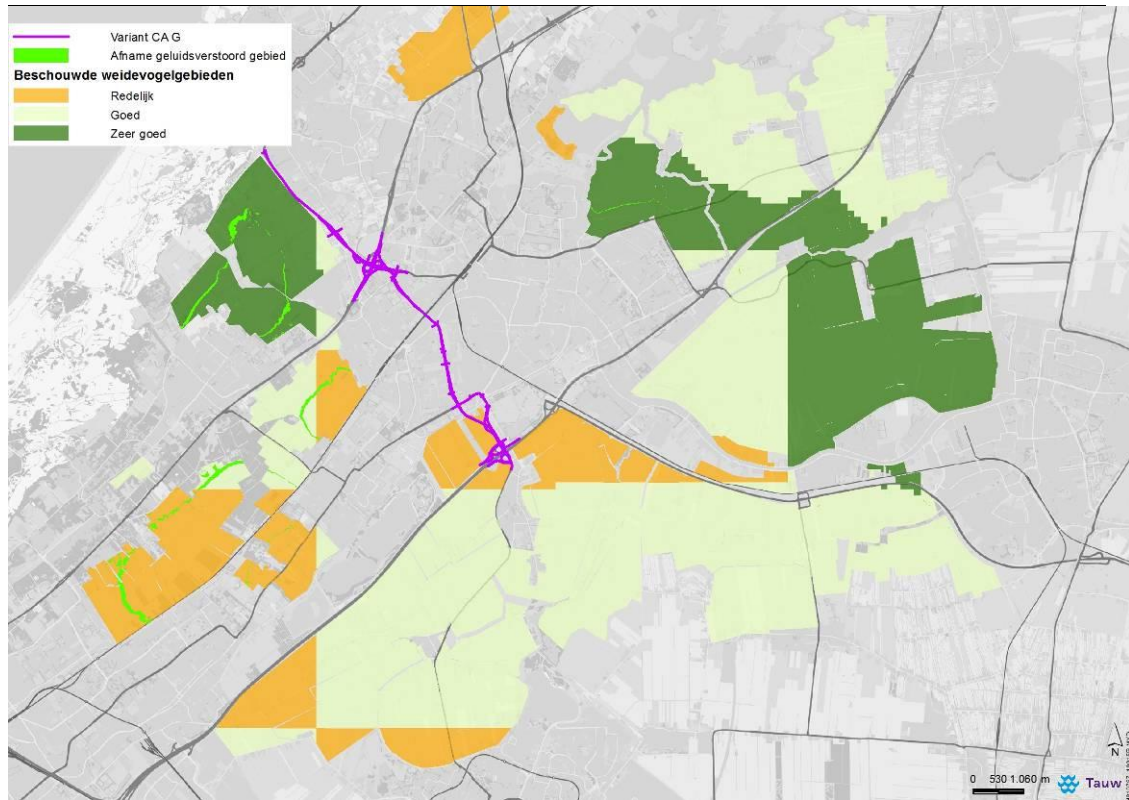 Variant CA G
Afname geluidsverstoord gebied
Beschouwde weidevogelgebieden
Redelijk
Goed
Zeer goed
N
0 530 1.060 m
Tauw